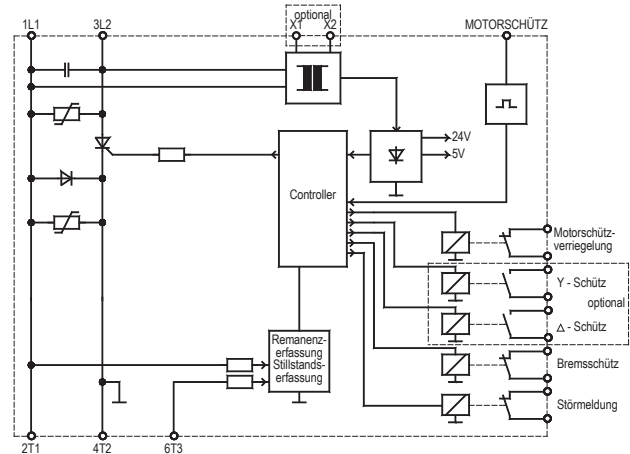 optional
1L1 3L2 X1 X2 MOTORSCHÜTZ
24V
5V
Controller
Motorschütz-
verriegelung
Y - Schütz
optional
△ - Schütz
Remanenz-
erfassung
Stillstands-
erfassung
Bremsschütz
Störmeldung
2T1 4T2 6T3